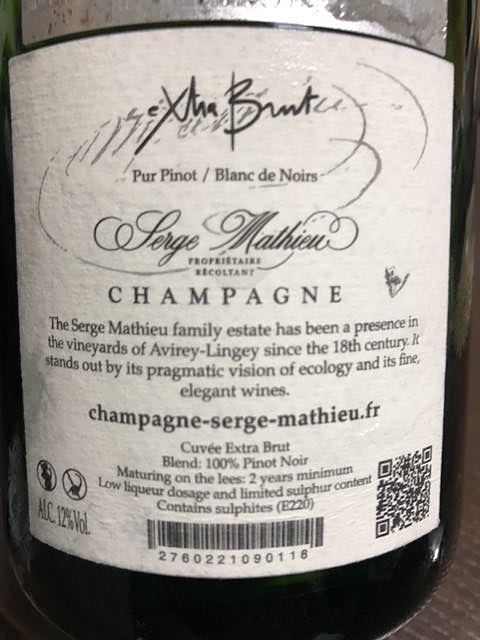 extra Brut
Pur Pinot / Blanc de Noirs
Serge Mathieu
PROPRIÉTAIRE
RÉCOLTANT
CHAMPAGNE
The Serge Mathieu family estate has been a presence in
the vineyards of Avirey-Lingey since the 18th century. It
stands out by its pragmatic vision of ecology and its fine,
elegant wines.
champagne-serge-mathieu.fr
Cuvée Extra Brut
Blend: 100% Pinot Noir
Maturing on the lees: 2 years minimum
Low liqueur dosage and limited sulphur content
Contains sulphites (E220)
ALC. 12% Vol.
2760221090118